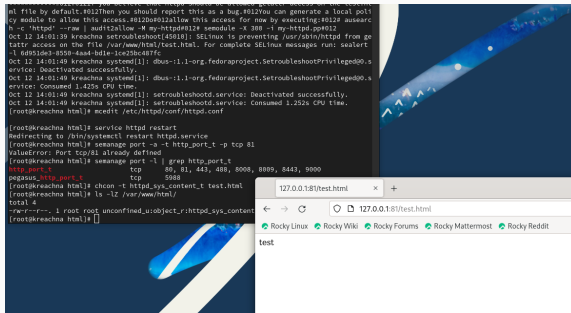 ml file by default.#012Then you should report this as a bug.#012You can generate a local poli
cy module to allow this access.#012Do#012allow this access for now by executing:#012# ausearc
h -c 'httpd' --raw | audit2allow -M my-httpd#012# semodule -X 300 -i my-httpd.pp#012
Oct 12 14:01:39 kreachna setroubleshoot[45018]: SELinux is preventing /usr/sbin/httpd from ge
tattr access on the file /var/www/html/test.html. For complete SELinux messages run: sealert
-l 6d951de3-8550-4aa4-bd1e-1ce25bc487fc
Oct 12 14:01:49 kreachna systemd[1]: dbus-:1.1-org.fedoraproject.SetroubleshootPrivileged@0.s
ervice: Deactivated successfully.
Oct 12 14:01:49 kreachna systemd[1]: dbus-:1.1-org.fedoraproject.SetroubleshootPrivileged@0.s
ervice: Consumed 1.425s CPU time.
Oct 12 14:01:49 kreachna systemd[1]: setroubleshootd.service: Deactivated successfully.
Oct 12 14:01:49 kreachna systemd[1]: setroubleshootd.service: Consumed 1.252s CPU time.
[root@kreachna html]# mcedit /etc/httpd/conf/httpd.conf
[root@kreachna html]# service httpd restart
Redirecting to /bin/systemctl restart httpd.service
[root@kreachna html]# semanage port -a -t http_port_t -p tcp 81
ValueError: Port tcp/81 already defined
[root@kreachna html]# semanage port -l | grep http_port_t
http_port_t tcp 80, 81, 443, 488, 8008, 8009, 8443, 9000
pegasus_http_port_t tcp 5988
[root@kreachna html]# chcon -t httpd_sys_content_t test.html
[root@kreachna html]# ls -lZ /var/www/html/
total 4
-rw-r--r--. 1 root root unconfined_u:object_r:httpd_sys_content
[root@kreachna html]#
127.0.0.1:81/test.html × +
127.0.0.1:81/test.html
Rocky Linux Rocky Wiki Rocky Forums Rocky Mattermost Rocky Reddit
test